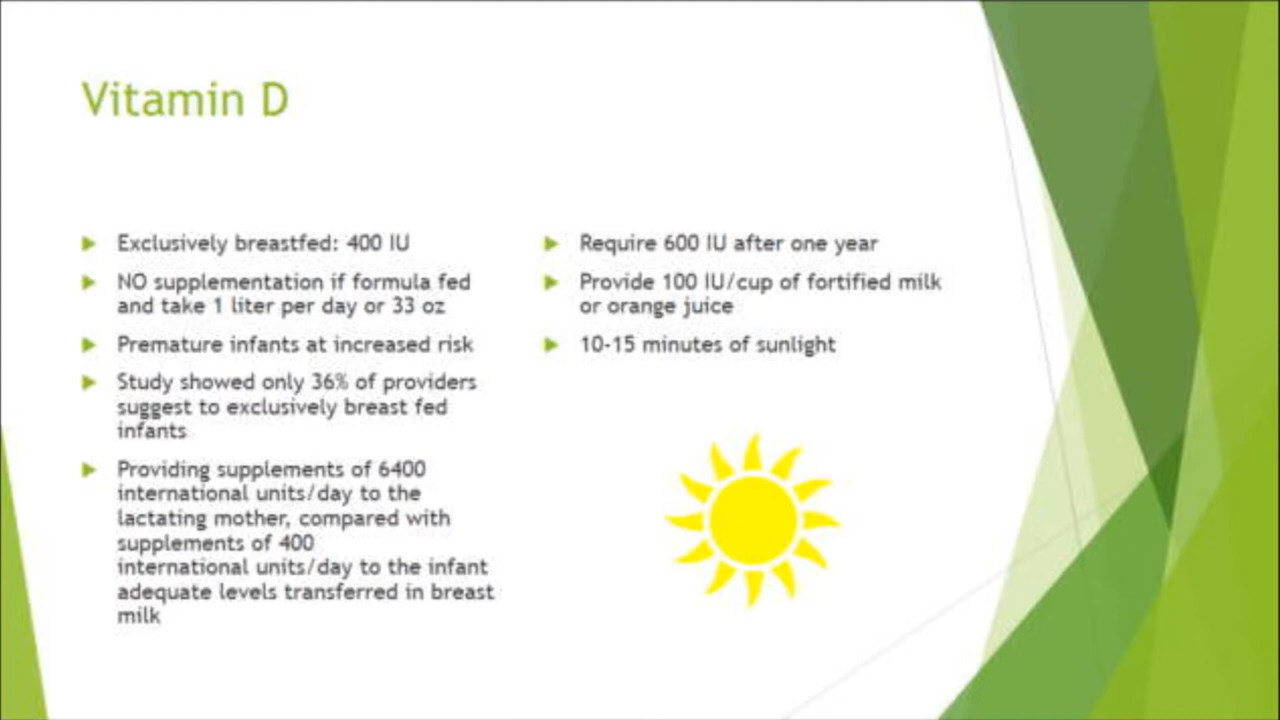 Vitamin D
Exclusively breastfed: 400 IU
NO supplementation if formula fed
and take 1 liter per day or 33 oz
Premature infants at increased risk
Study showed only 36% of providers
suggest to exclusively breast fed
infants
Providing supplements of 6400
international units/day to the
lactating mother, compared with
supplements of 400
international units/day to the infant
adequate levels transferred in breast
milk
Require 600 IU after one year
Provide 100 IU/cup of fortified milk
or orange juice
10-15 minutes of sunlight